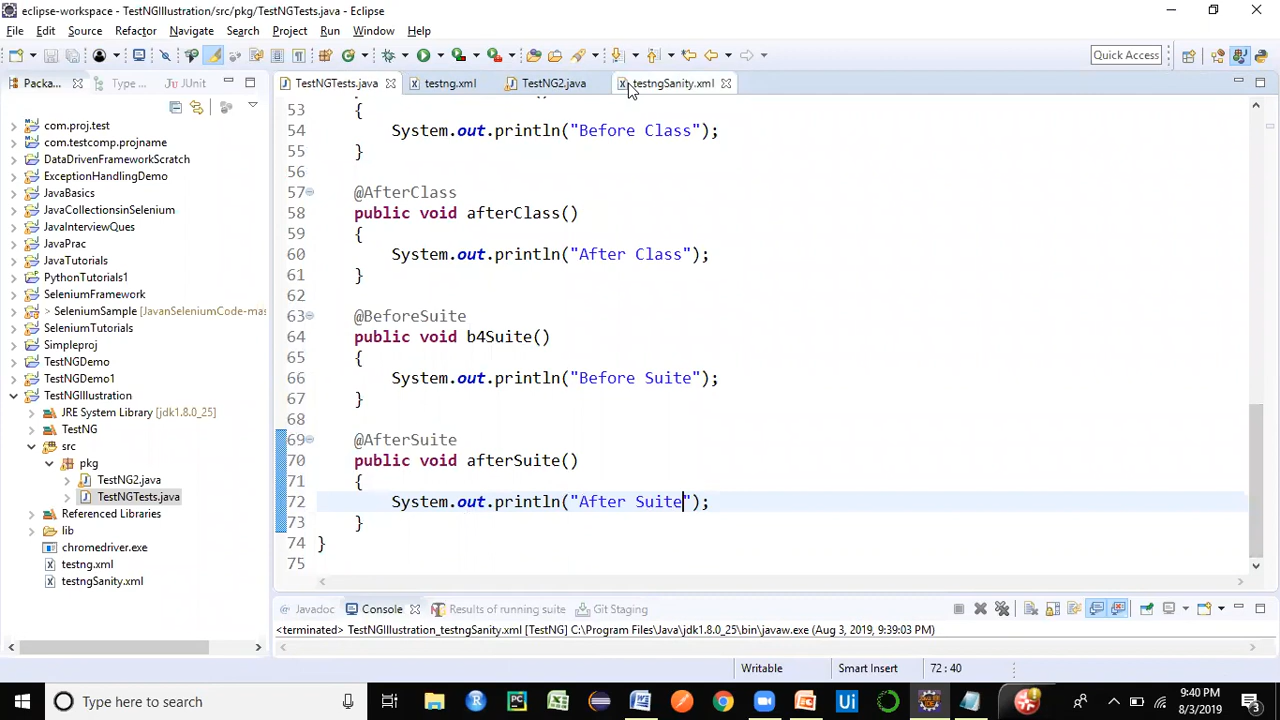 eclipse-workspace - TestNGIllustration/src/pkg/TestNGTests.java - Eclipse
File Edit Source Refactor Navigate Search Project Run Window Help
Quick Access
Packa... Type ... JUnit
TestNGTests.java testng.xml TestNG2.java testngSanity.xml
com.proj.test
com.testcomp.projname
DataDrivenFrameworkScratch
ExceptionHandlingDemo
JavaBasics
JavaCollectionsinSelenium
JavaInterviewQues
JavaPrac
JavaTutorials
PythonTutorials1
SeleniumFramework
> SeleniumSample [JavanSeleniumCode-mas
SeleniumTutorials
Simpleproj
TestNGDemo
TestNGDemo1
TestNGIllustration
JRE System Library [jdk1.8.0_25]
TestNG
src
pkg
TestNG2.java
TestNGTests.java
Referenced Libraries
lib
chromedriver.exe
testng.xml
testngSanity.xml
53 {
54 System.out.println("Before Class");
55 }
56
57 @AfterClass
58 public void afterClass()
59 {
60 System.out.println("After Class");
61 }
62
63 @BeforeSuite
64 public void b4Suite()
65 {
66 System.out.println("Before Suite");
67 }
68
69 @AfterSuite
70 public void afterSuite()
71 {
72 System.out.println("After Suite");
73 }
74 }
75
Javadoc Console Results of running suite Git Staging
<terminated> TestNGIllustration_testngSanity.xml [TestNG] C:\Program Files\Java\jdk1.8.0_25\bin\javaw.exe (Aug 3, 2019, 9:39:03 PM)
Writable Smart Insert 72 : 40
Type here to search
9:40 PM
8/3/2019